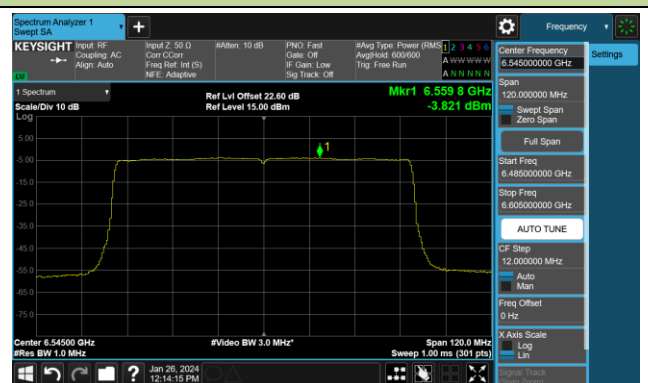 Spectrum Analyzer 1
Swept SA
Frequency
KEYSIGHT
Input: RF
Coupling: AC
Align: Auto
Input Z: 50 Ω
Corr CCorr
Freq Ref: Int (S)
NFE: Adaptive
#Atten: 10 dB
PNO: Fast
Gate: Off
IF Gain: Low
Sig Track: Off
#Avg Type: Power (RMS
Avg|Hold: 600/600
Trig: Free Run
1 2 3 4 5 6
A W W W W W
A N N N N N
1 Spectrum
Scale/Div 10 dB
Log
Ref Lvl Offset 22.60 dB
Ref Level 15.00 dBm
Mkr1 6.559 8 GHz
-3.821 dBm
5.00
-5.00
-15.0
-25.0
-35.0
-45.0
-55.0
-65.0
-75.0
1
Center 6.54500 GHz
#Res BW 1.0 MHz
#Video BW 3.0 MHz*
Span 120.0 MHz
Sweep 1.00 ms (301 pts)
Center Frequency
6.545000000 GHz
Settings
Span
120.000000 MHz
Swept Span
Zero Span
Full Span
Start Freq
6.485000000 GHz
Stop Freq
6.605000000 GHz
AUTO TUNE
CF Step
12.000000 MHz
Auto
Man
Freq Offset
0 Hz
X Axis Scale
Log
Lin
Signal Track
Jan 26, 2024
12:14:15 PM